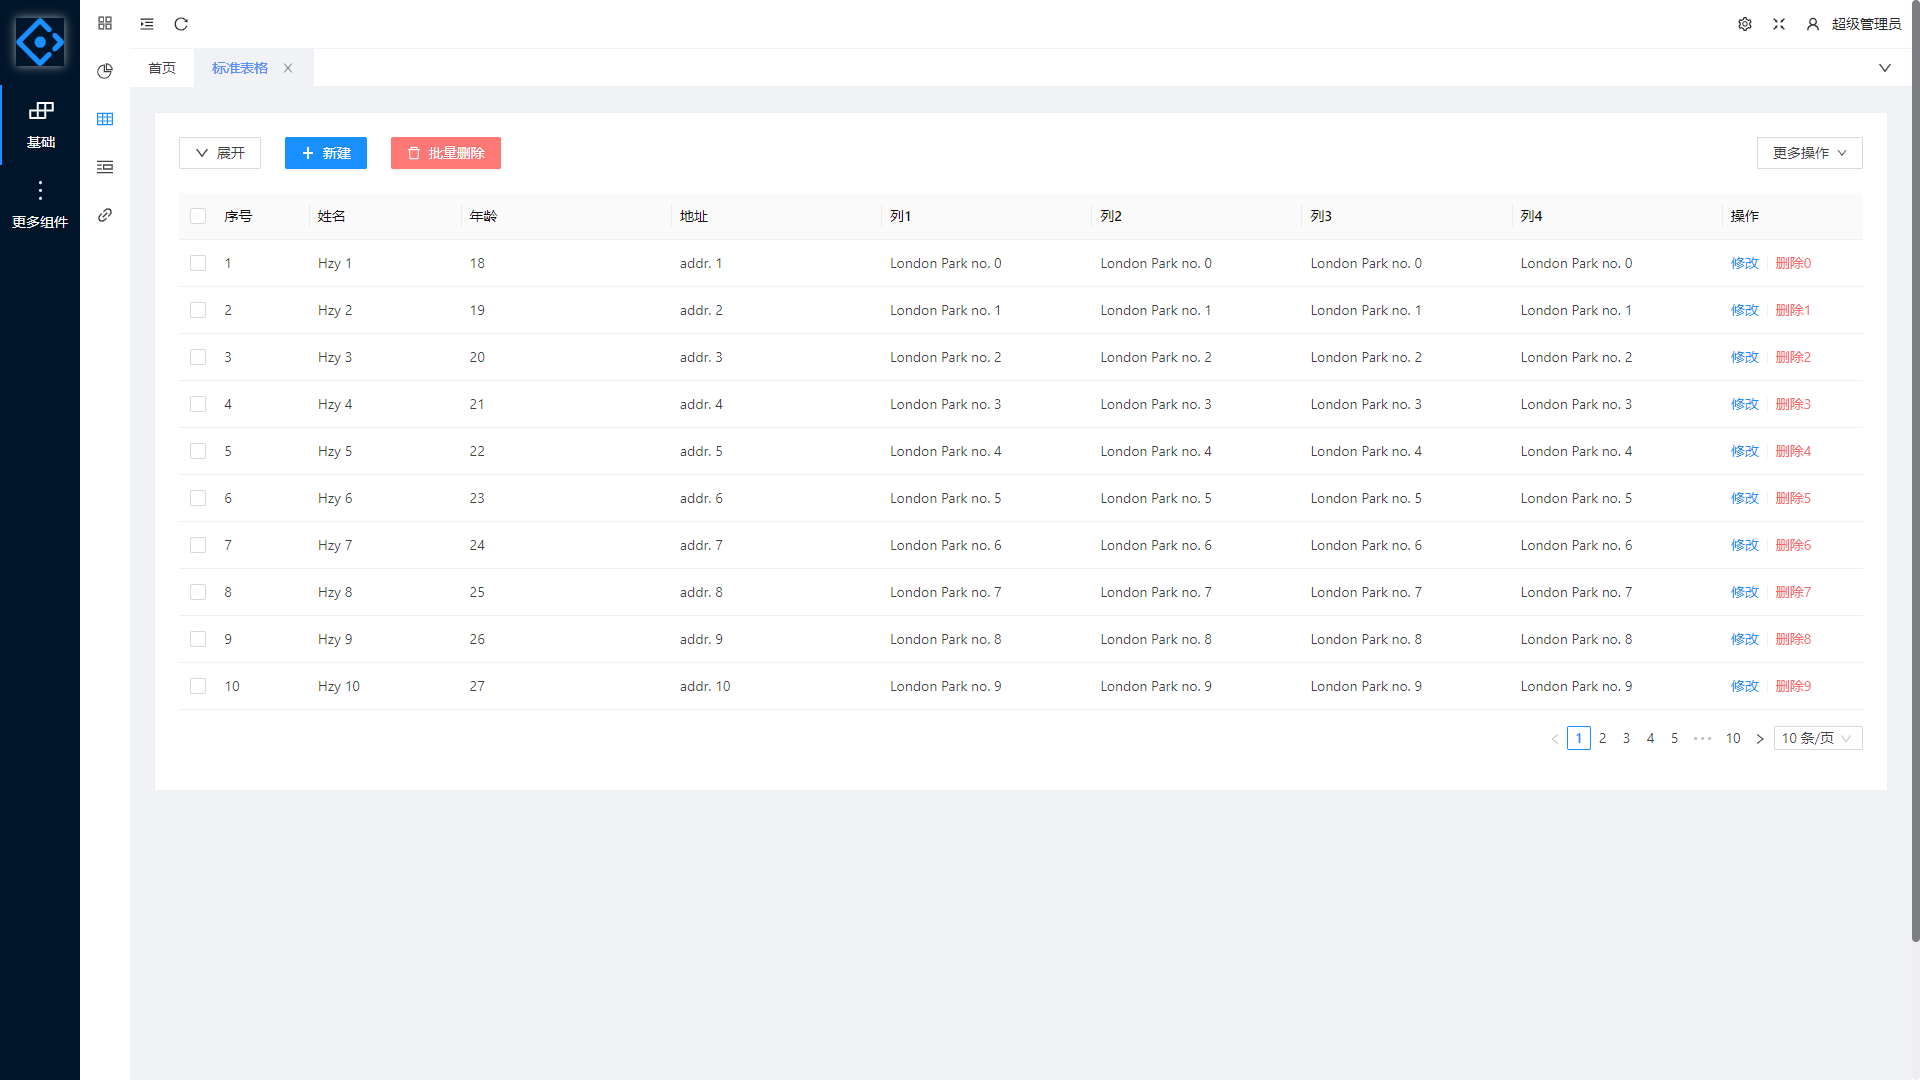 超级管理员
首页 标准表格
基础
更多组件
展开 新建 批量删除 更多操作
序号 姓名 年龄 地址 列1 列2 列3 列4 操作
1 Hzy 1 18 addr. 1 London Park no. 0 London Park no. 0 London Park no. 0 London Park no. 0 修改 删除0
2 Hzy 2 19 addr. 2 London Park no. 1 London Park no. 1 London Park no. 1 London Park no. 1 修改 删除1
3 Hzy 3 20 addr. 3 London Park no. 2 London Park no. 2 London Park no. 2 London Park no. 2 修改 删除2
4 Hzy 4 21 addr. 4 London Park no. 3 London Park no. 3 London Park no. 3 London Park no. 3 修改 删除3
5 Hzy 5 22 addr. 5 London Park no. 4 London Park no. 4 London Park no. 4 London Park no. 4 修改 删除4
6 Hzy 6 23 addr. 6 London Park no. 5 London Park no. 5 London Park no. 5 London Park no. 5 修改 删除5
7 Hzy 7 24 addr. 7 London Park no. 6 London Park no. 6 London Park no. 6 London Park no. 6 修改 删除6
8 Hzy 8 25 addr. 8 London Park no. 7 London Park no. 7 London Park no. 7 London Park no. 7 修改 删除7
9 Hzy 9 26 addr. 9 London Park no. 8 London Park no. 8 London Park no. 8 London Park no. 8 修改 删除8
10 Hzy 10 27 addr. 10 London Park no. 9 London Park no. 9 London Park no. 9 London Park no. 9 修改 删除9
1 2 3 4 5 ••• 10 10 条/页